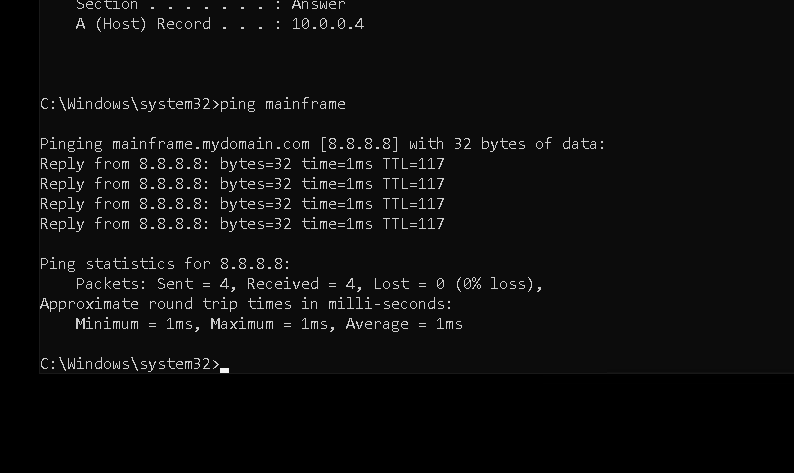 Section . . . . . . . : Answer
A (Host) Record . . . : 10.0.0.4
C:\Windows\system32>ping mainframe
Pinging mainframe.mydomain.com [8.8.8.8] with 32 bytes of data:
Reply from 8.8.8.8: bytes=32 time=1ms TTL=117
Reply from 8.8.8.8: bytes=32 time=1ms TTL=117
Reply from 8.8.8.8: bytes=32 time=1ms TTL=117
Reply from 8.8.8.8: bytes=32 time=1ms TTL=117
Ping statistics for 8.8.8.8:
Packets: Sent = 4, Received = 4, Lost = 0 (0% loss),
Approximate round trip times in milli-seconds:
Minimum = 1ms, Maximum = 1ms, Average = 1ms
C:\Windows\system32>